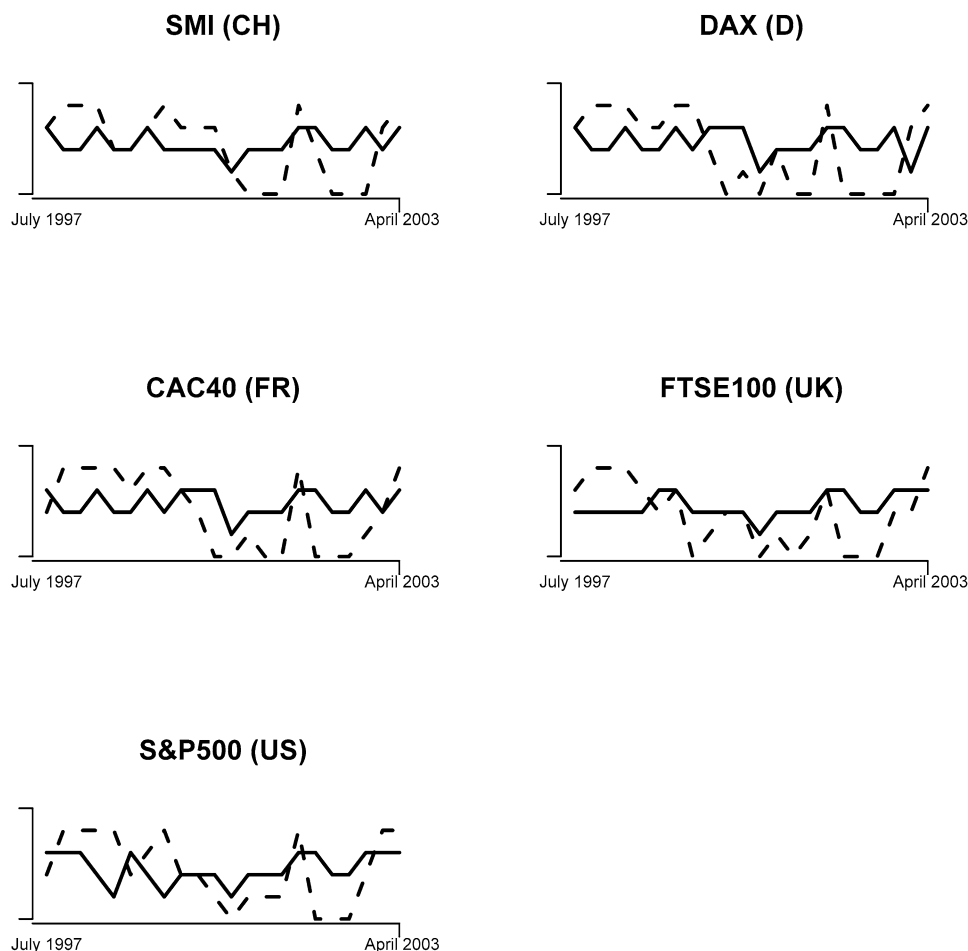 SMI (CH)
DAX (D)
July 1997
April 2003
July 1997
April 2003
CAC40 (FR)
FTSE100 (UK)
July 1997
April 2003
July 1997
April 2003
S&P500 (US)
July 1997
April 2003